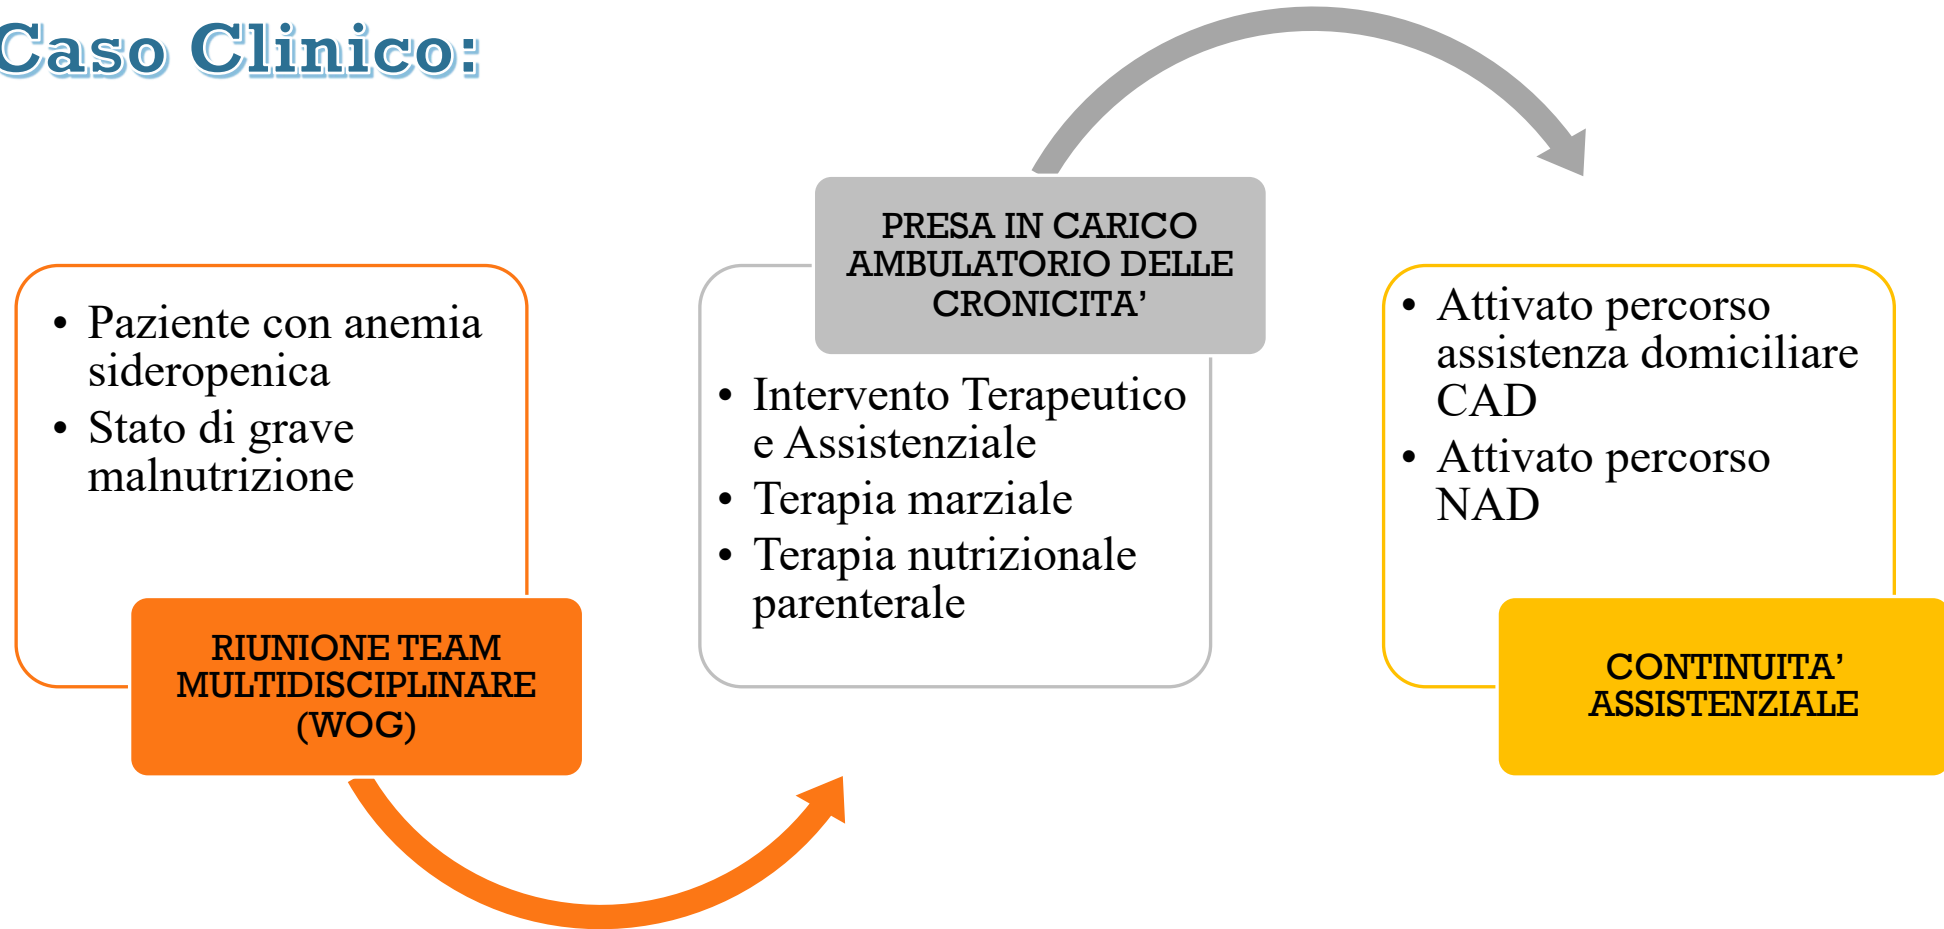 Caso Clinico:
• Paziente con anemia
sideropenica
• Stato di grave
malnutrizione
RIUNIONE TEAM
MULTIDISCIPLINARE
(WOG)
PRESA IN CARICO
AMBULATORIO DELLE
CRONICITA’
• Intervento Terapeutico
e Assistenziale
• Terapia marziale
• Terapia nutrizionale
parenterale
• Attivato percorso
assistenza domiciliare
CAD
• Attivato percorso
NAD
CONTINUITA’
ASSISTENZIALE